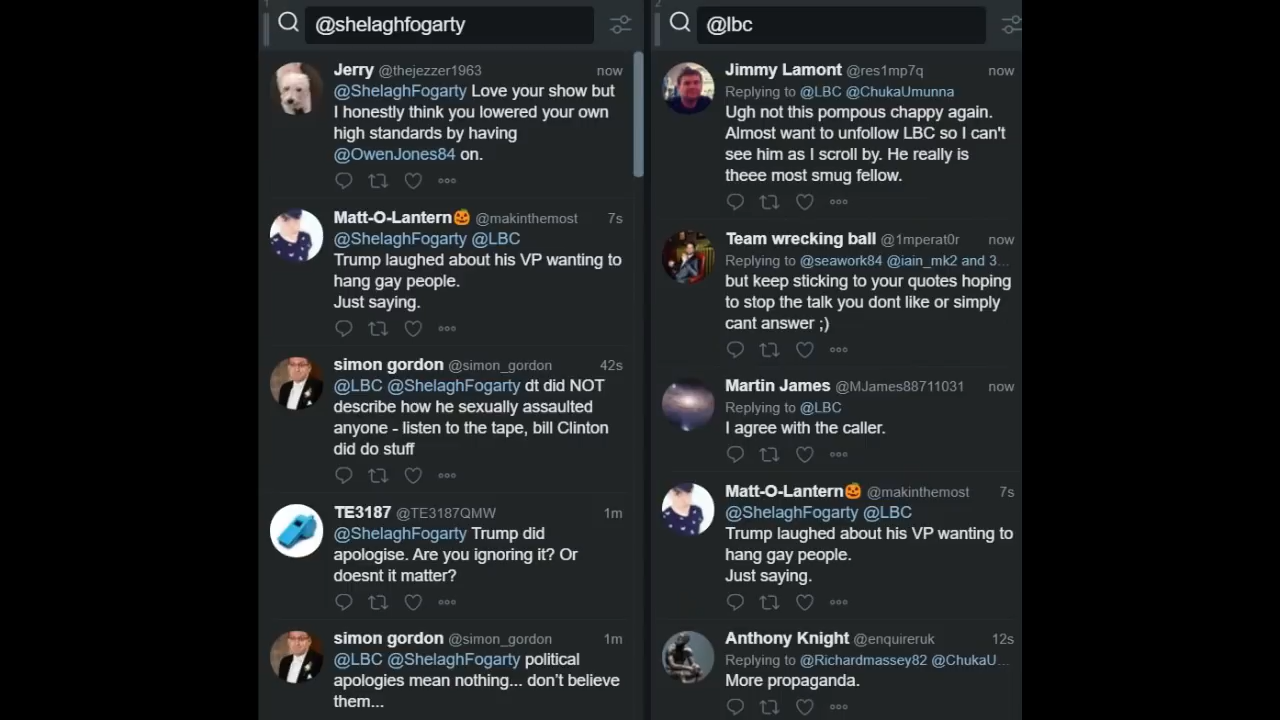 1
@shelaghfogarty
Jerry @thejezzer1963 now
@ShelaghFogarty Love your show but
I honestly think you lowered your own
high standards by having
@OwenJones84 on.
Matt-O-Lantern🎃 @makinthemost 7s
@ShelaghFogarty @LBC
Trump laughed about his VP wanting to
hang gay people.
Just saying.
simon gordon @simon_gordon 42s
@LBC @ShelaghFogarty dt did NOT
describe how he sexually assaulted
anyone - listen to the tape, bill Clinton
did do stuff
TE3187 @TE3187QMW 1m
@ShelaghFogarty Trump did
apologise. Are you ignoring it? Or
doesnt it matter?
simon gordon @simon_gordon 1m
@LBC @ShelaghFogarty political
apologies mean nothing... don't believe
them...
2
@lbc
Jimmy Lamont @res1mp7q now
Replying to @LBC @ChukaUmunna
Ugh not this pompous chappy again.
Almost want to unfollow LBC so I can't
see him as I scroll by. He really is
theee most smug fellow.
Team wrecking ball @1mperat0r now
Replying to @seawork84 @iain_mk2 and 3...
but keep sticking to your quotes hoping
to stop the talk you dont like or simply
cant answer ;)
Martin James @MJames88711031 now
Replying to @LBC
I agree with the caller.
Matt-O-Lantern🎃 @makinthemost 7s
@ShelaghFogarty @LBC
Trump laughed about his VP wanting to
hang gay people.
Just saying.
Anthony Knight @enquireruk 12s
Replying to @Richardmassey82 @ChukaU...
More propaganda.